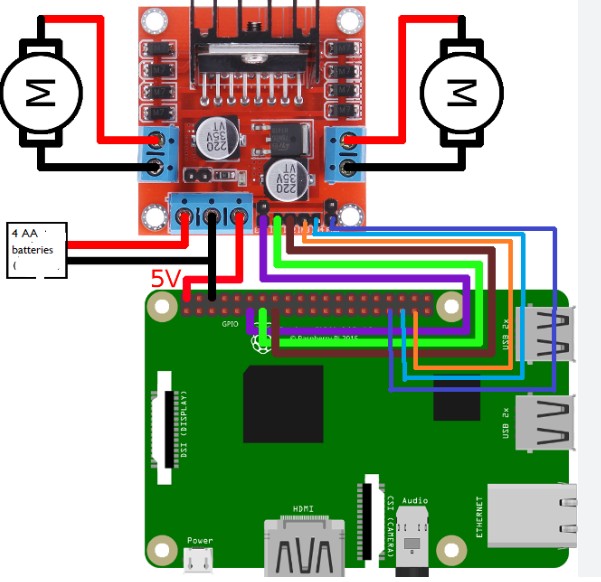 M
M
220
35V
VT
220
35V
VT
4 AA
batteries
(
5V
GPIO
© Raspberry Pi 2015
DSI (DISPLAY)
USB 2x
USB 2x
CSI (CAMERA)
ETHERNET
HDMI
Audio
Power